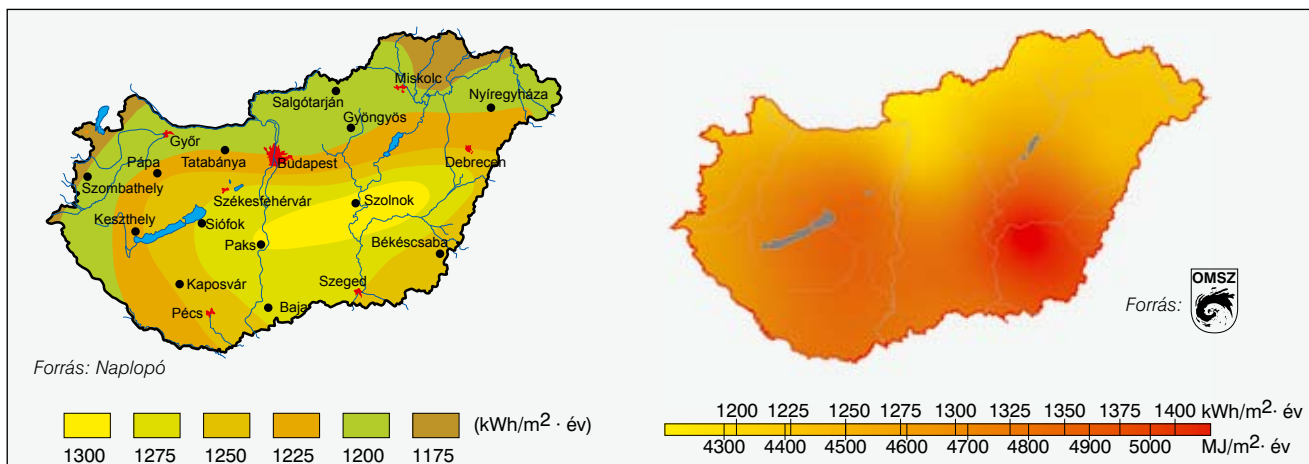 Miskolc
Salgótarján
Nyíregyháza
Gyöngyös
Győr
Pápa
Tatabánya
Budapest
Debrecen
Szombathely
Székesfehérvár
Szolnok
Keszthely
Siófok
Paks
Békéscsaba
Kaposvár
Szeged
Pécs
Baja
Forrás: Naplopó
(kWh/m²· év)
1300 1275 1250 1225 1200 1175
OMSZ
Forrás:
1200 1225 1250 1275 1300 1325 1350 1375 1400 kWh/m²· év
4300 4400 4500 4600 4700 4800 4900 5000 MJ/m²· év